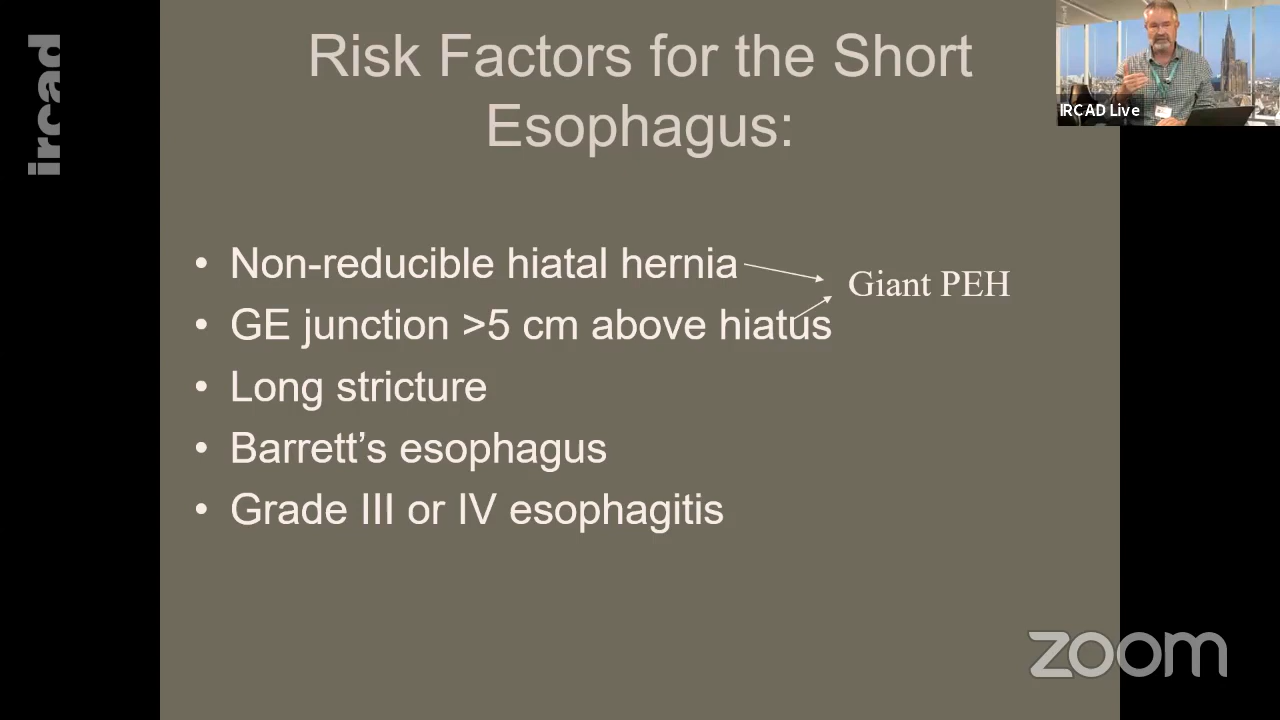 ircad
Risk Factors for the Short
Esophagus:
IRCAD Live
• Non-reducible hiatal hernia
Giant PEH
• GE junction >5 cm above hiatus
• Long stricture
• Barrett’s esophagus
• Grade III or IV esophagitis
zoom